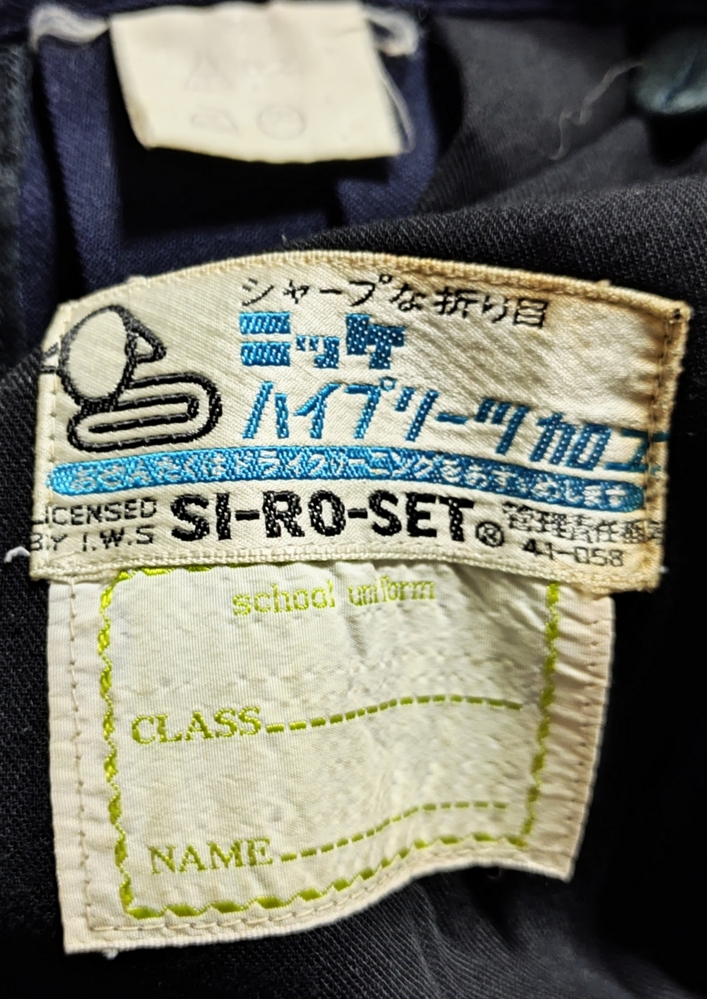 シャープな折り目
ニッケ
ハイプリーツ加工
おせんたくはドライクリーニングをおすすめします
LICENSED
BY I.W.S
SI-RO-SET®
管理責任番号
41-058
school uniform
CLASS
NAME